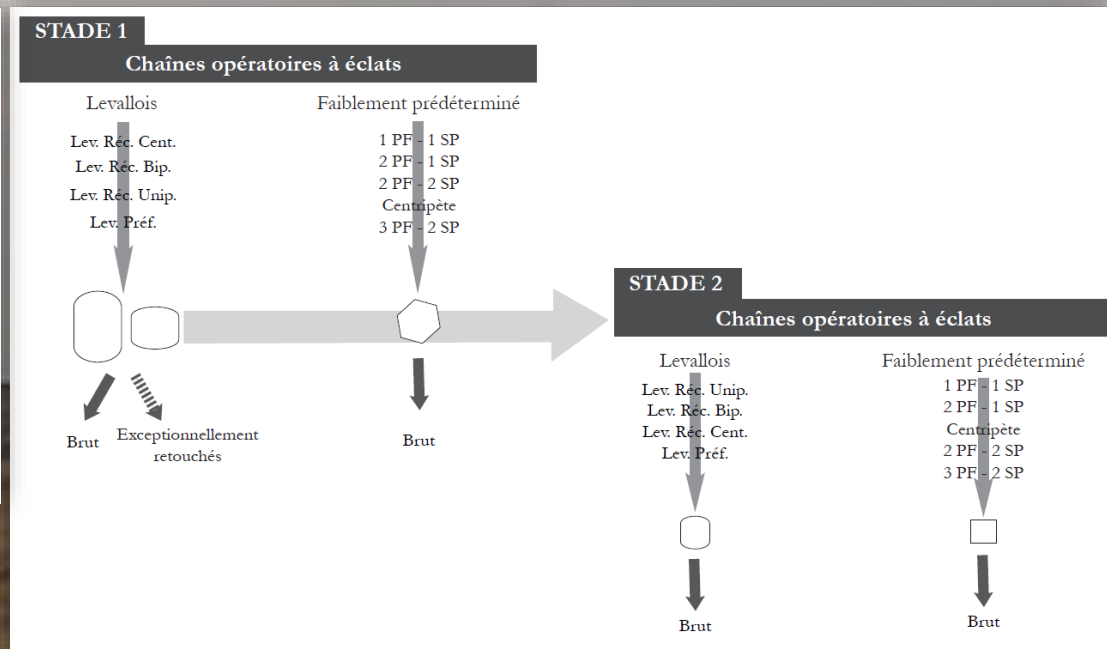 STADE 1
Chaînes opératoires à éclats
Levallois
Lev. Réc. Cent.
Lev. Réc. Bip.
Lev. Réc. Unip.
Lev. Préf.
Faiblement prédéterminé
1 PF - 1 SP
2 PF - 1 SP
2 PF - 2 SP
Centripète
3 PF - 2 SP
Brut
Exceptionnellement
retouchés
Brut
STADE 2
Chaînes opératoires à éclats
Levallois
Lev. Réc. Unip.
Lev. Réc. Bip.
Lev. Réc. Cent.
Lev. Préf.
Faiblement prédéterminé
1 PF - 1 SP
2 PF - 1 SP
Centripète
2 PF - 2 SP
3 PF - 2 SP
Brut
Brut